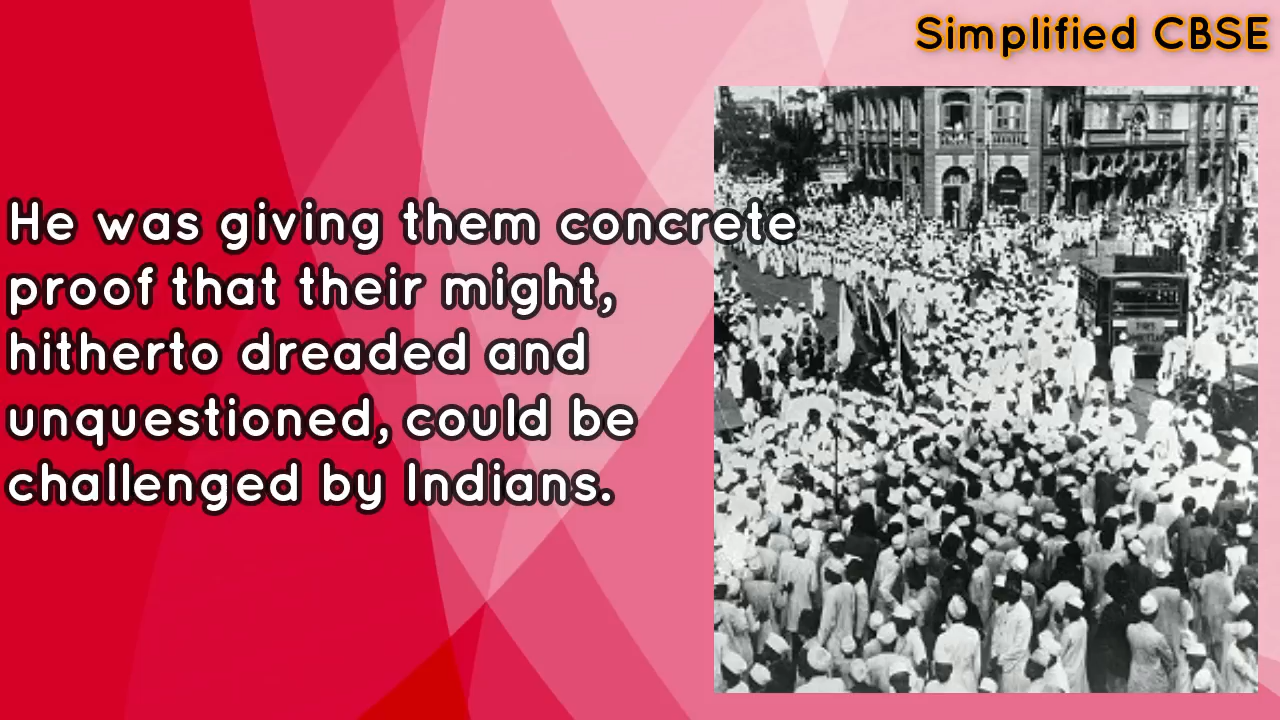 Simplified CBSE
He was giving them concrete
proof that their might,
hitherto dreaded and
unquestioned, could be
challenged by Indians.